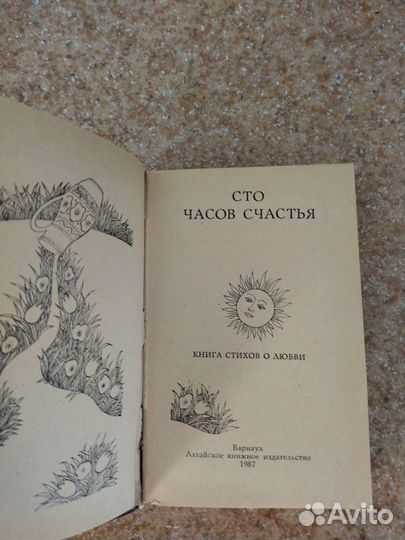 СТО
ЧАСОВ СЧАСТЬЯ
КНИГА СТИХОВ О ЛЮБВИ
Барнаул
Алтайское книжное издательство
1987
Avito